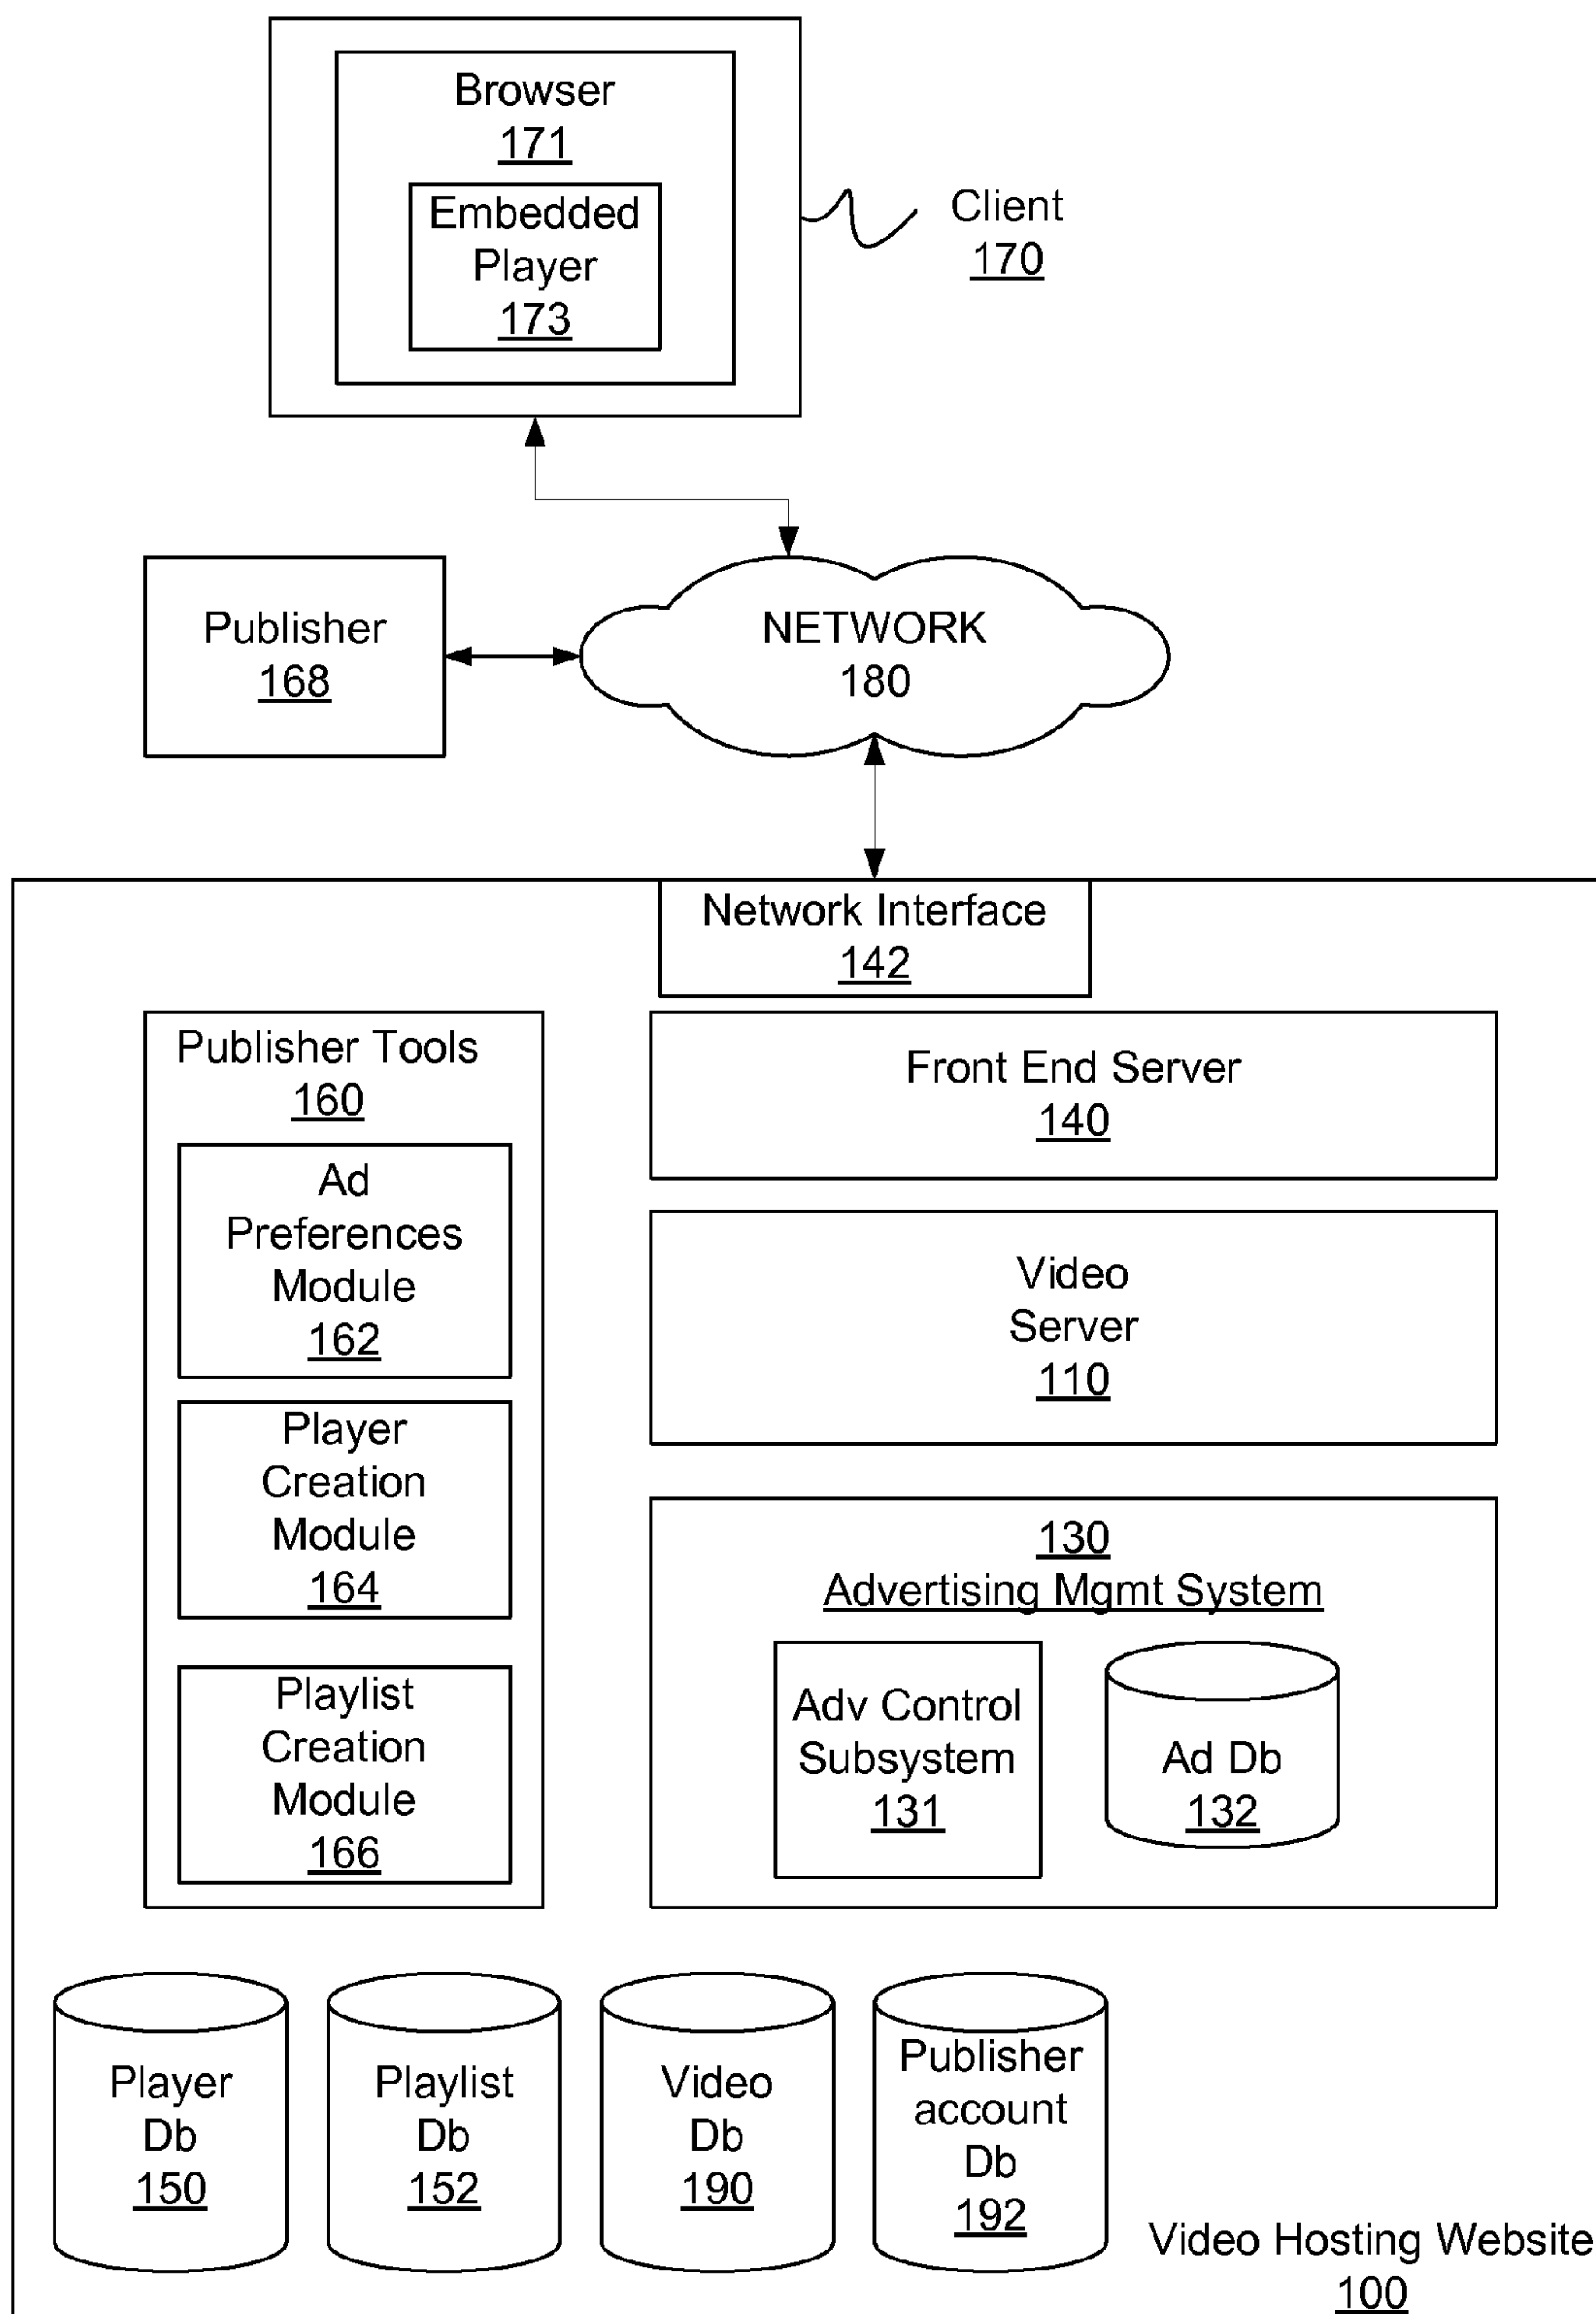 Browser
171
Embedded
Player
173
Client
170
Publisher
168
NETWORK
180
Network Interface
142
Publisher Tools
160
Ad
Preferences
Module
162
Player
Creation
Module
164
Playlist
Creation
Module
166
Front End Server
140
Video
Server
110
130
Advertising Mgmt System
Adv Control
Subsystem
131
Ad Db
132
Player
Db
150
Playlist
Db
152
Video
Db
190
Publisher
account
Db
192
Video Hosting Website
100